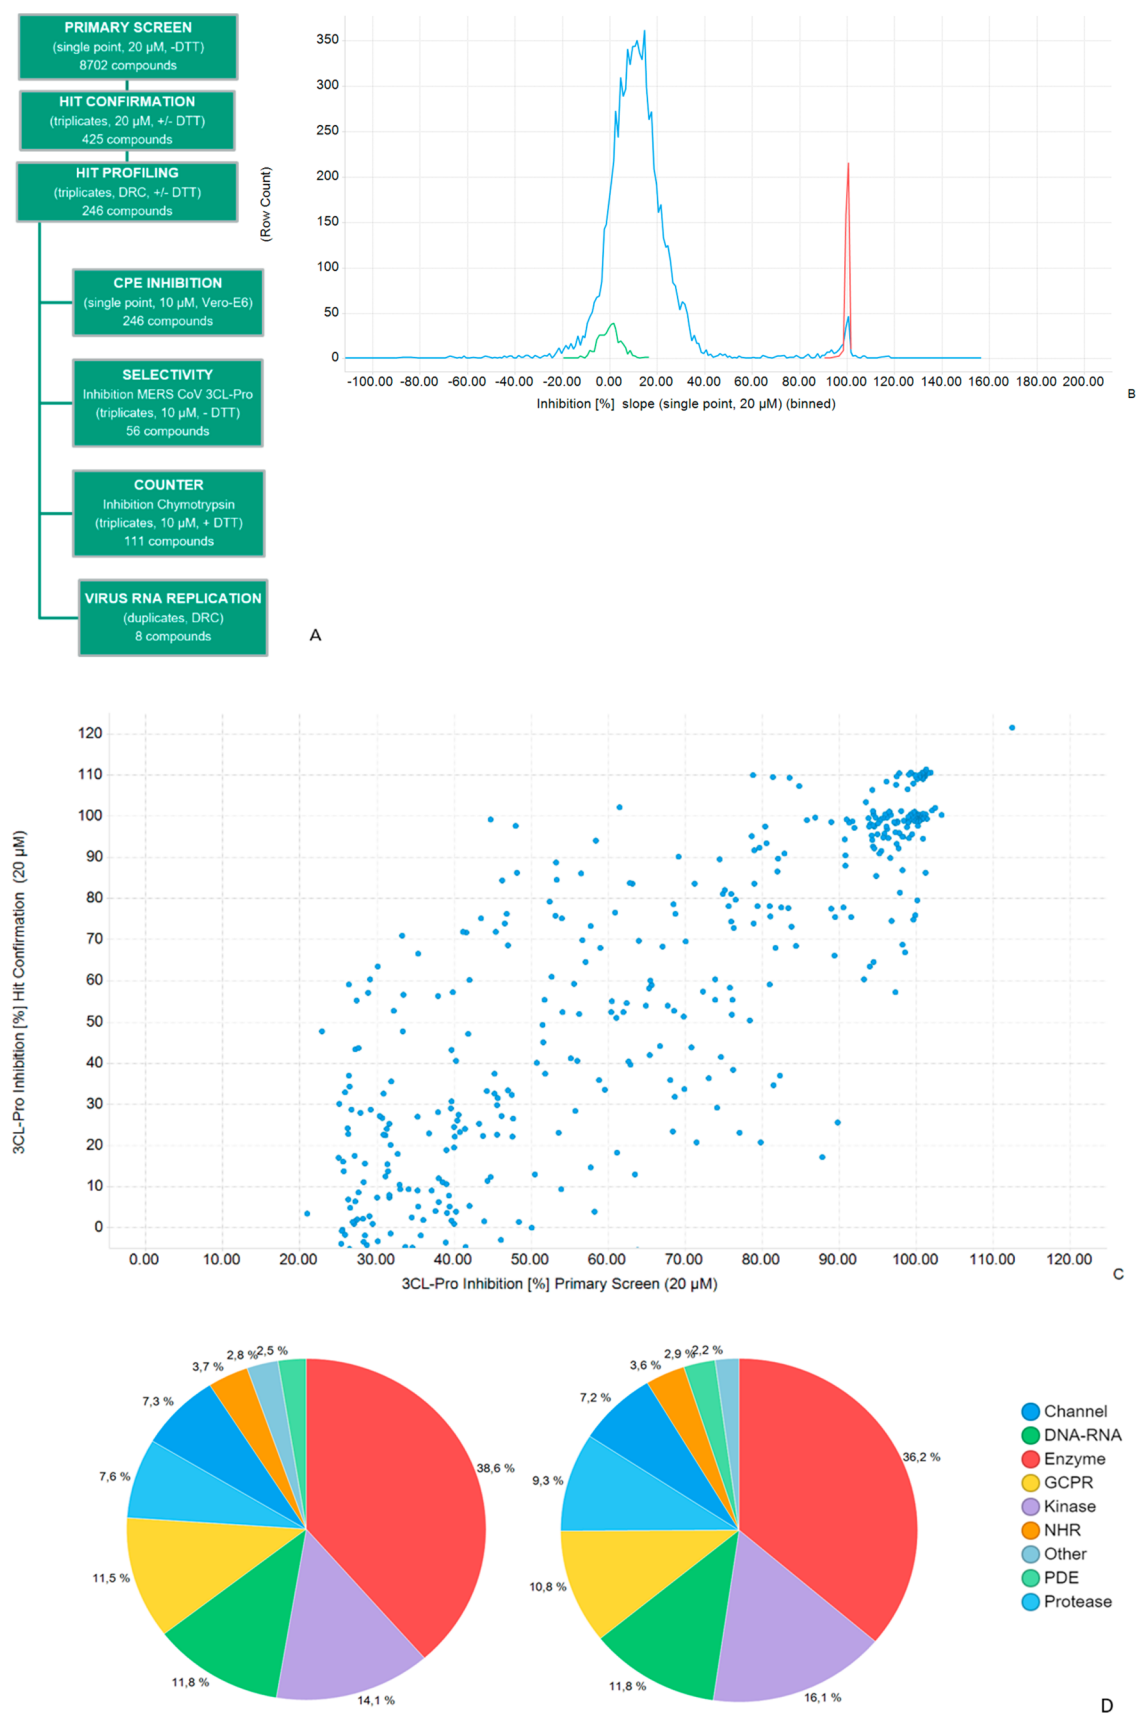 PRIMARY SCREEN
(single point, 20 µM, -DTT)
8702 compounds
HIT CONFIRMATION
(triplicates, 20 µM, +/- DTT)
425 compounds
HIT PROFILING
(triplicates, DRC, +/- DTT)
246 compounds
CPE INHIBITION
(single point, 10 µM, Vero-E6)
246 compounds
SELECTIVITY
Inhibition MERS CoV 3CL-Pro
(triplicates, 10 µM, - DTT)
56 compounds
COUNTER
Inhibition Chymotrypsin
(triplicates, 10 µM, + DTT)
111 compounds
VIRUS RNA REPLICATION
(duplicates, DRC)
8 compounds
A
(Row Count)
350
300
250
200
150
100
50
0
-100.00 -80.00 -60.00 -40.00 -20.00 0.00 20.00 40.00 60.00 80.00 100.00 120.00 140.00 160.00 180.00 200.00
Inhibition [%] slope (single point, 20 µM) (binned)
B
3CL-Pro Inhibition [%] Hit Confirmation (20 µM)
120
110
100
90
80
70
60
50
40
30
20
10
0
0.00 10.00 20.00 30.00 40.00 50.00 60.00 70.00 80.00 90.00 100.00 110.00 120.00
3CL-Pro Inhibition [%] Primary Screen (20 µM)
C
38,6 %
14,1 %
11,8 %
11,5 %
7,6 %
7,3 %
3,7 %
2,8 %
2,5 %
36,2 %
16,1 %
11,8 %
10,8 %
9,3 %
7,2 %
3,6 %
2,9 %
2,2 %
Channel
DNA-RNA
Enzyme
GCPR
Kinase
NHR
Other
PDE
Protease
D